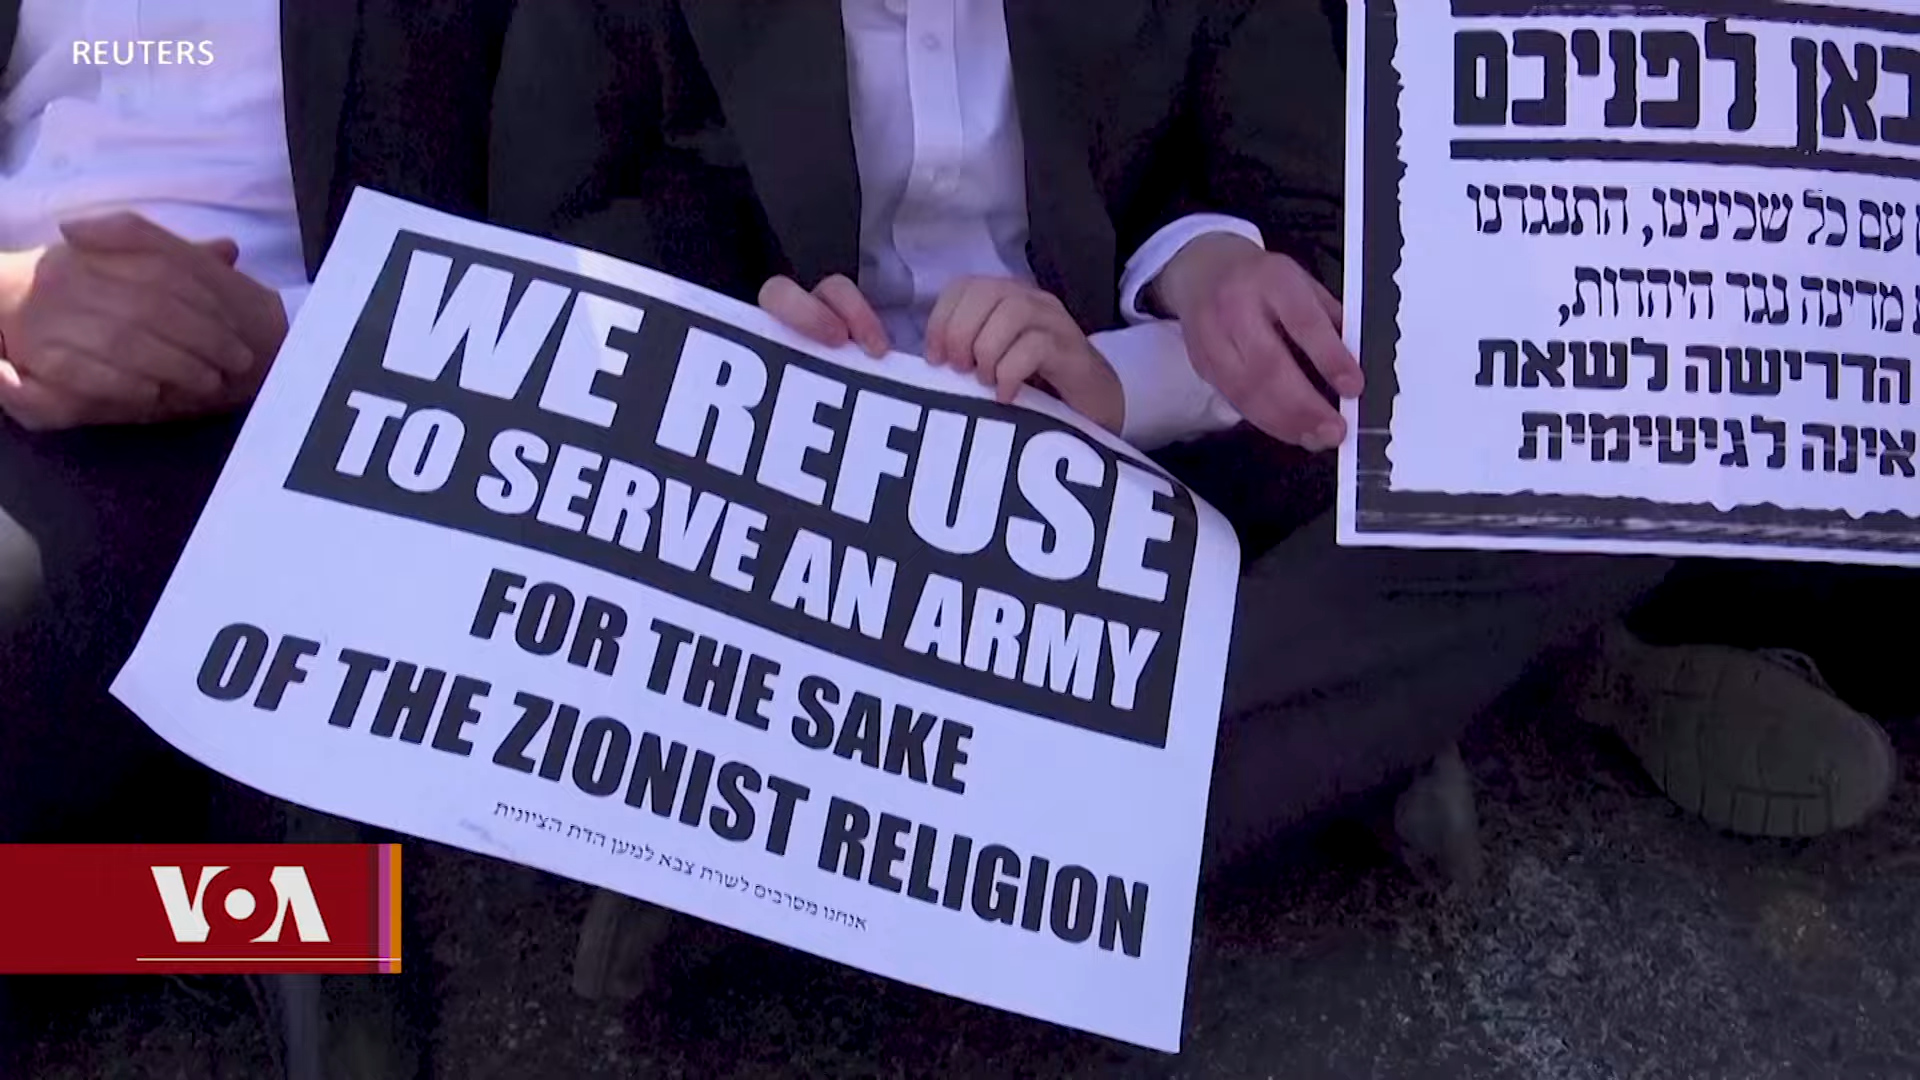 REUTERS
WE REFUSE
TO SERVE AN ARMY
FOR THE SAKE
OF THE ZIONIST RELIGION
אנחנו מסרבים לשרת צבא למען הדת הציונית
כאן לפניכם
עם כל שכינינו, התנגדנו
מדינה נגד היהדות,
הדרישה לשאת
אינה לגיטימית
VOA